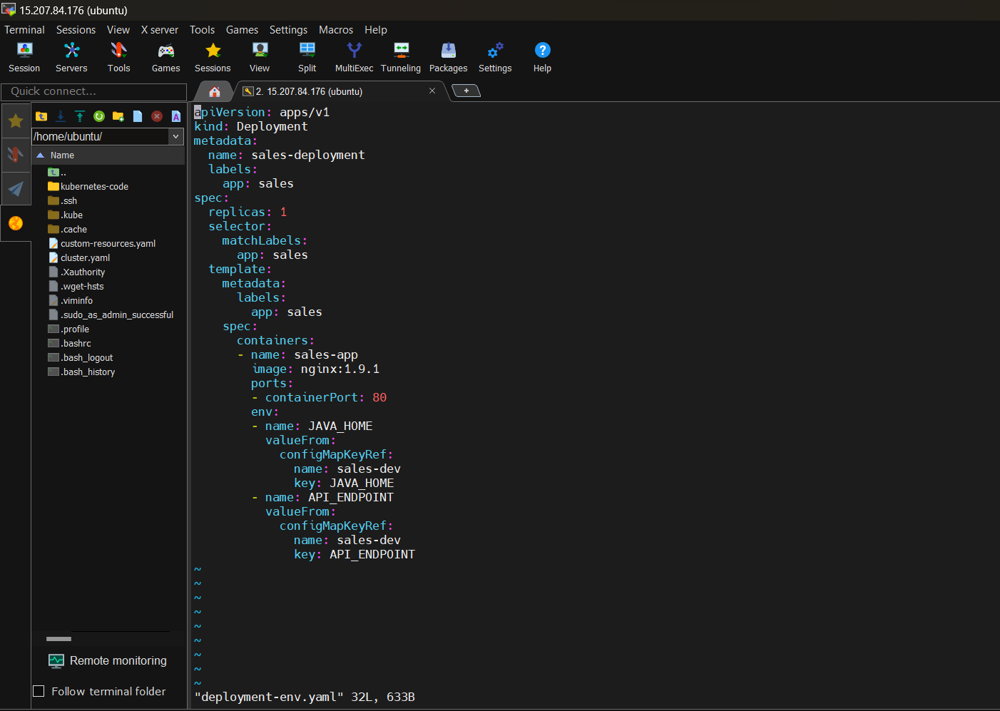 15.207.84.176 (ubuntu)
Terminal Sessions View X server Tools Games Settings Macros Help
Session Servers Tools Games Sessions View Split MultiExec Tunneling Packages Settings Help
Quick connect...
2. 15.207.84.176 (ubuntu)
/home/ubuntu/
Name
..
kubernetes-code
.ssh
.kube
.cache
custom-resources.yaml
cluster.yaml
.Xauthority
.wget-hsts
.viminfo
.sudo_as_admin_successful
.profile
.bashrc
.bash_logout
.bash_history
Remote monitoring
Follow terminal folder
apiVersion: apps/v1
kind: Deployment
metadata:
  name: sales-deployment
  labels:
    app: sales
spec:
  replicas: 1
  selector:
    matchLabels:
      app: sales
  template:
    metadata:
      labels:
        app: sales
    spec:
      containers:
      - name: sales-app
        image: nginx:1.9.1
        ports:
        - containerPort: 80
        env:
        - name: JAVA_HOME
          valueFrom:
            configMapKeyRef:
              name: sales-dev
              key: JAVA_HOME
        - name: API_ENDPOINT
          valueFrom:
            configMapKeyRef:
              name: sales-dev
              key: API_ENDPOINT
~
~
~
~
~
~
~
~
~
"deployment-env.yaml" 32L, 633B